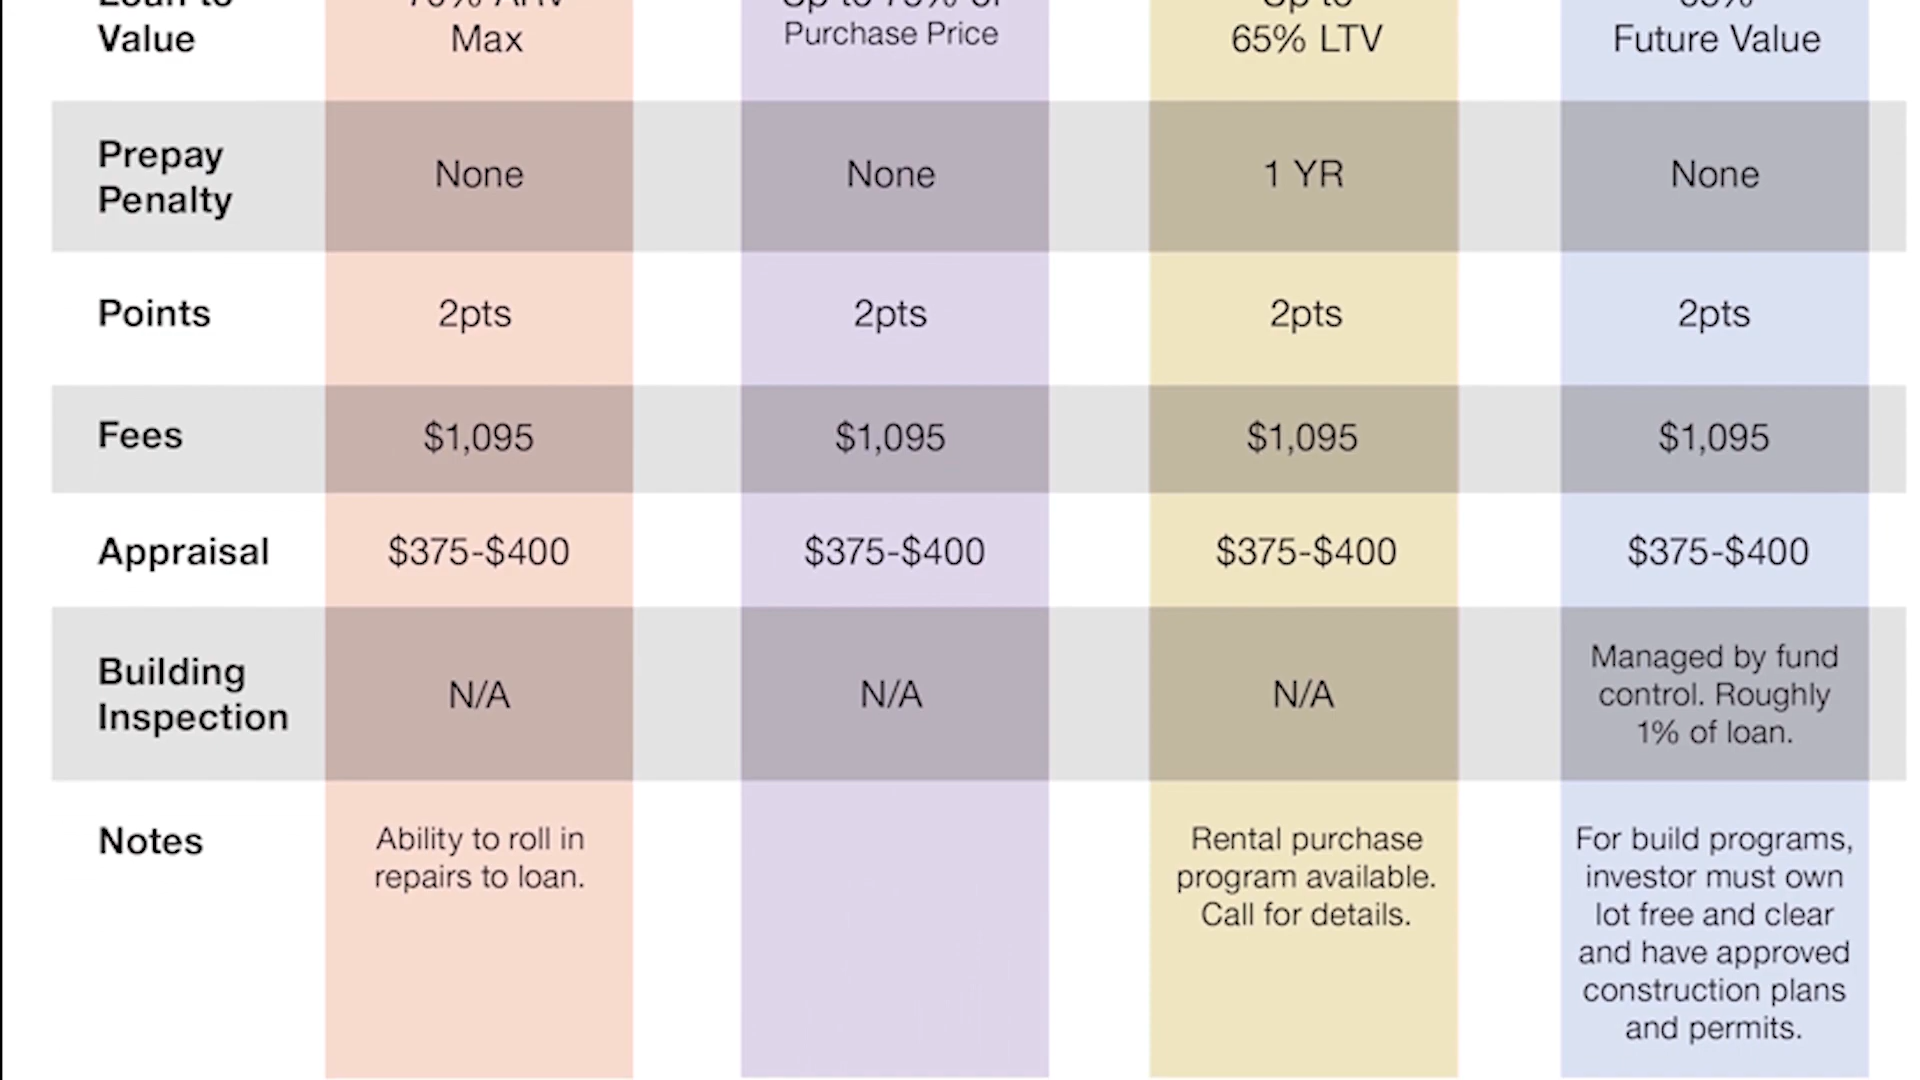 Value
Max
Purchase Price
65% LTV
Future Value
Prepay
Penalty
None
None
1 YR
None
Points
2pts
2pts
2pts
2pts
Fees
$1,095
$1,095
$1,095
$1,095
Appraisal
$375-$400
$375-$400
$375-$400
$375-$400
Building
Inspection
N/A
N/A
N/A
Managed by fund
control. Roughly
1% of loan.
Notes
Ability to roll in
repairs to loan.
Rental purchase
program available.
Call for details.
For build programs,
investor must own
lot free and clear
and have approved
construction plans
and permits.